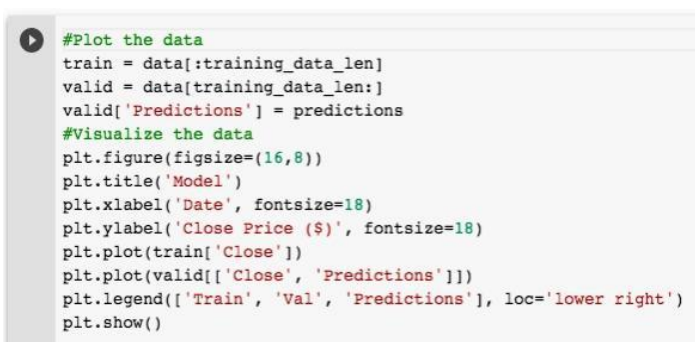 #Plot the data
train = data[:training_data_len]
valid = data[training_data_len:]
valid['Predictions'] = predictions
#Visualize the data
plt.figure(figsize=(16,8))
plt.title('Model')
plt.xlabel('Date', fontsize=18)
plt.ylabel('Close Price ($)', fontsize=18)
plt.plot(train['Close'])
plt.plot(valid[['Close', 'Predictions']])
plt.legend(['Train', 'Val', 'Predictions'], loc='lower right')
plt.show()